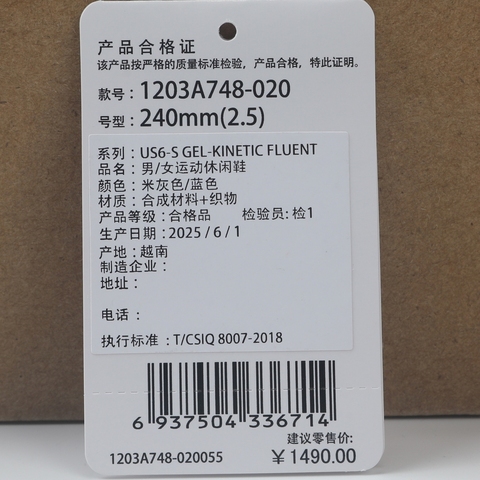 产品合格证
该产品按严格的质量标准检验，产品合格，特此证明。
款号：1203A748-020
号型：240mm(2.5)
系列：US6-S GEL-KINETIC FLUENT
品名：男/女运动休闲鞋
颜色：米灰色/蓝色
材质：合成材料+织物
产品等级：合格品 检验员：检1
生产日期：2025 / 6 / 1
产地：越南
制造企业：
地址：
电话：
执行标准：T/CSIQ 8007-2018
6 937504 336714
建议零售价:
1203A748-020055 ￥1490.00